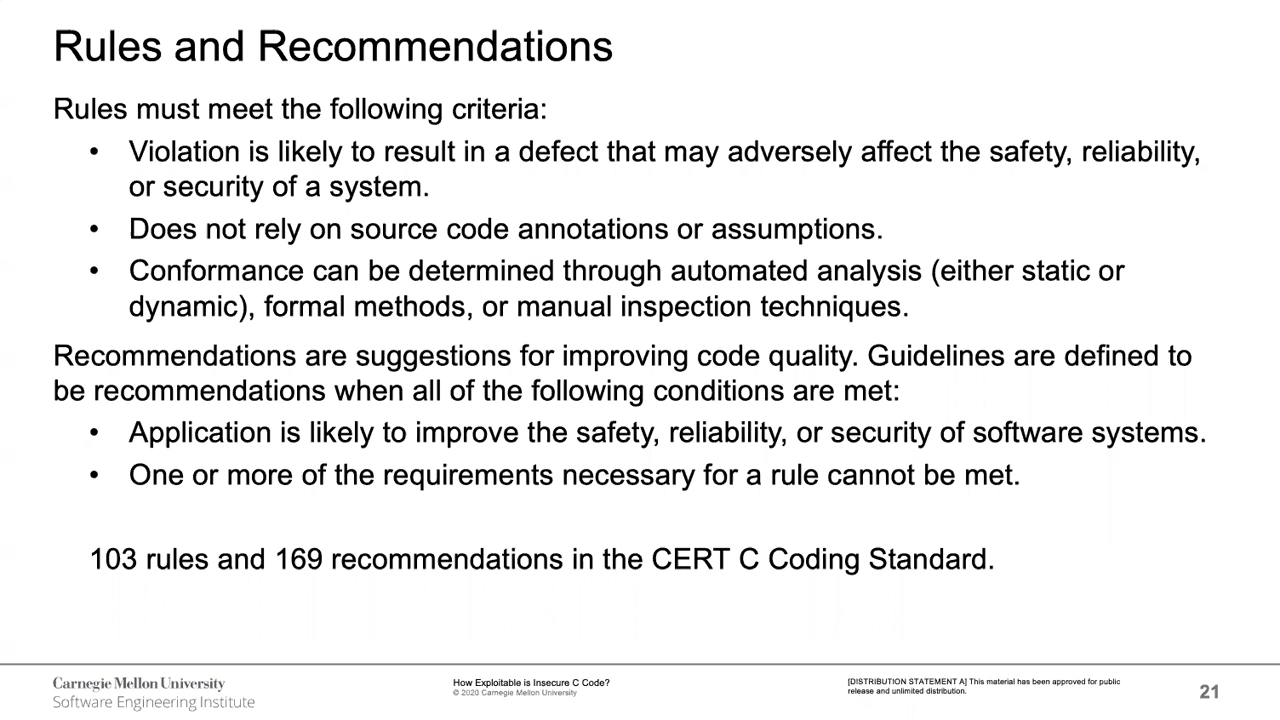 Rules and Recommendations
Rules must meet the following criteria:
• Violation is likely to result in a defect that may adversely affect the safety, reliability,
or security of a system.
• Does not rely on source code annotations or assumptions.
• Conformance can be determined through automated analysis (either static or
dynamic), formal methods, or manual inspection techniques.
Recommendations are suggestions for improving code quality. Guidelines are defined to
be recommendations when all of the following conditions are met:
• Application is likely to improve the safety, reliability, or security of software systems.
• One or more of the requirements necessary for a rule cannot be met.
103 rules and 169 recommendations in the CERT C Coding Standard.
Carnegie Mellon University
Software Engineering Institute
How Exploitable is Insecure C Code?
© 2020 Carnegie Mellon University
[DISTRIBUTION STATEMENT A] This material has been approved for public
release and unlimited distribution.
21